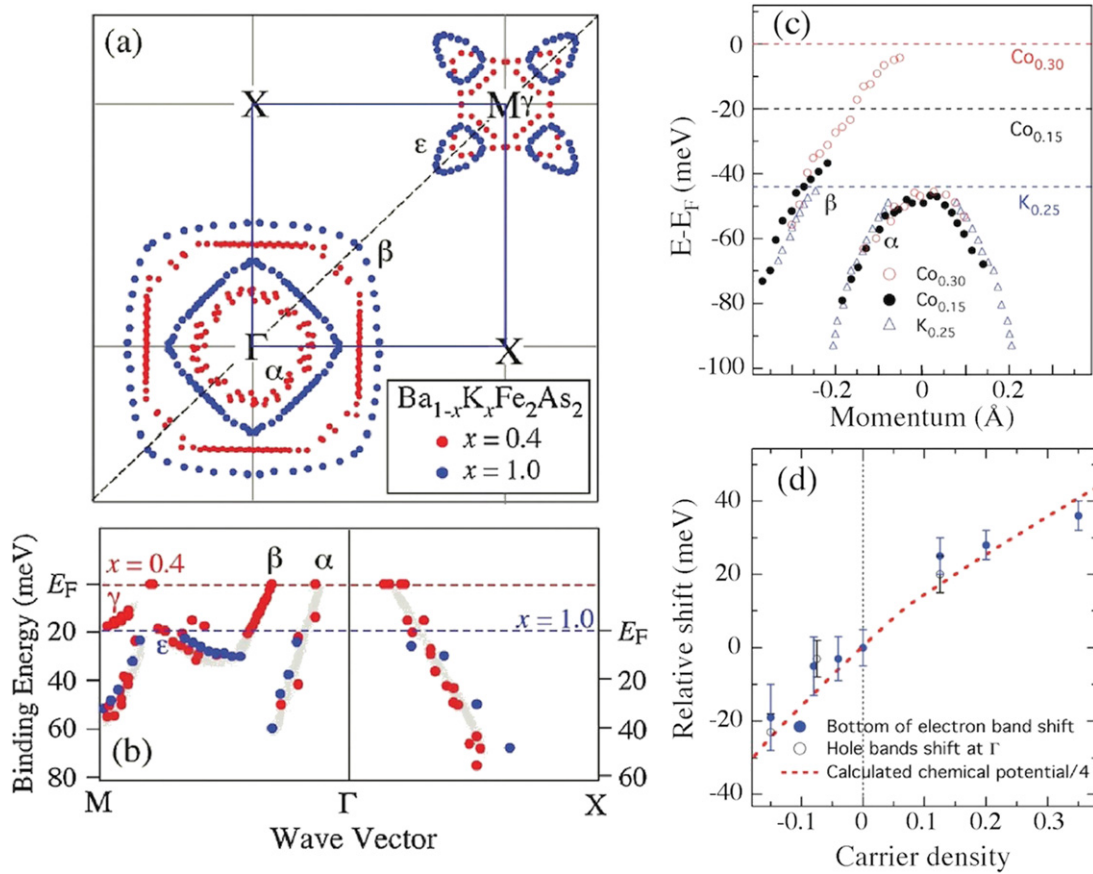 (a)
X
M γ
ε
β
Γ
α
X
Ba₁₋ₓKₓFe₂As₂
x = 0.4
x = 1.0
Binding Energy (meV)
E_F
20
40
60
80
x = 0.4
γ
ε
β
α
x = 1.0
E_F
20
40
60
(b)
M
Γ
X
Wave Vector
(c)
E-E_F (meV)
0
-20
-40
-60
-80
-100
Co₀.₃₀
Co₀.₁₅
K₀.₂₅
β
α
Co₀.₃₀
Co₀.₁₅
K₀.₂₅
-0.2
0
0.2
Momentum (Å)
(d)
Relative shift (meV)
40
20
0
-20
-40
Bottom of electron band shift
Hole bands shift at Γ
Calculated chemical potential/4
-0.1
0
0.1
0.2
0.3
Carrier density